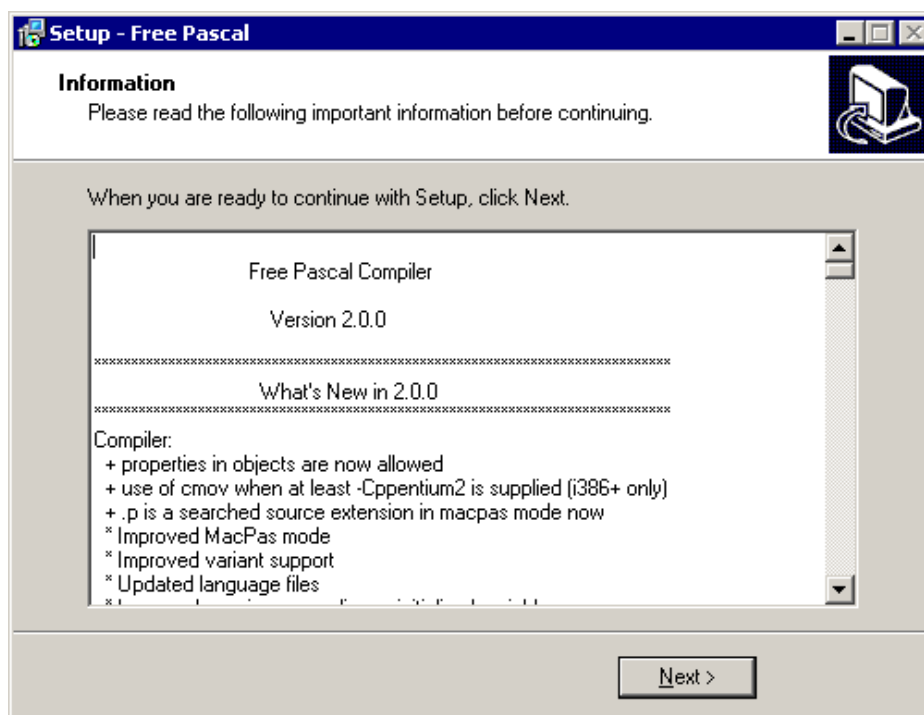 Setup - Free Pascal
Information
Please read the following important information before continuing.
When you are ready to continue with Setup, click Next.
Free Pascal Compiler
Version 2.0.0
******************************************************************************
What's New in 2.0.0
******************************************************************************
Compiler:
+ properties in objects are now allowed
+ use of cmov when at least -Cppentium2 is supplied (i386+ only)
+ .p is a searched source extension in macpas mode now
* Improved MacPas mode
* Improved variant support
* Updated language files
Next >